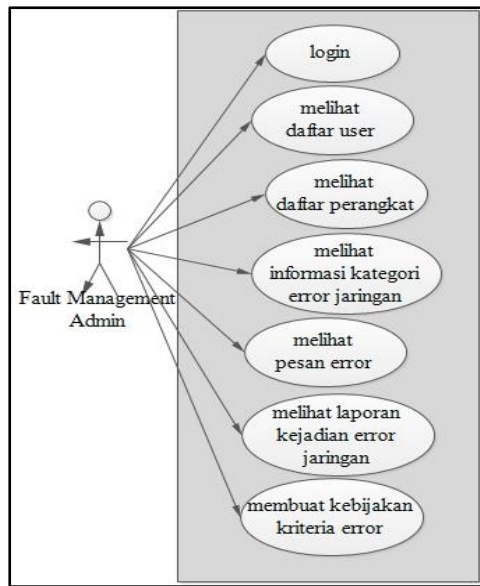 login
melihat
daftar user
melihat
daftar perangkat
melihat
informasi kategori
error jaringan
Fault Management
Admin
melihat
pesan error
melihat laporan
kejadian error
jaringan
membuat kebijakan
kriteria error